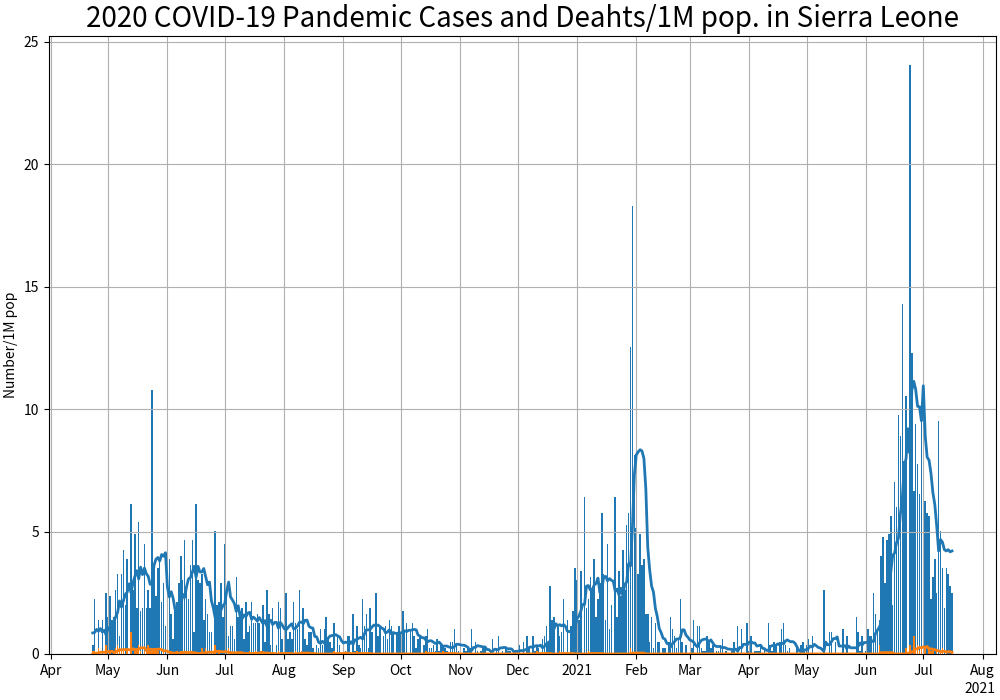 2020 COVID-19 Pandemic Cases and Deahts/1M pop. in Sierra Leone
Number/1M pop
25
20
15
10
5
0
Apr May Jun Jul Aug Sep Oct Nov Dec 2021 Feb Mar Apr May Jun Jul Aug
2021